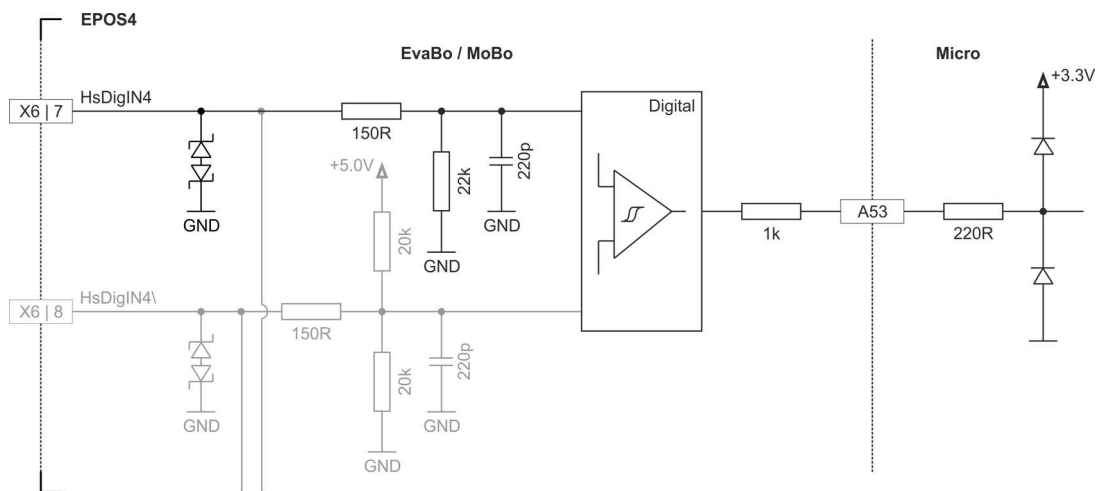 EPOS4
EvaBo / MoBo
Micro
+3.3V
X6 | 7
HsDigIN4
Digital
150R
22k
220p
GND
GND
GND
+5.0V
20k
1k
A53
220R
X6 | 8
HsDigIN4\
150R
20k
220p
GND
GND
GND